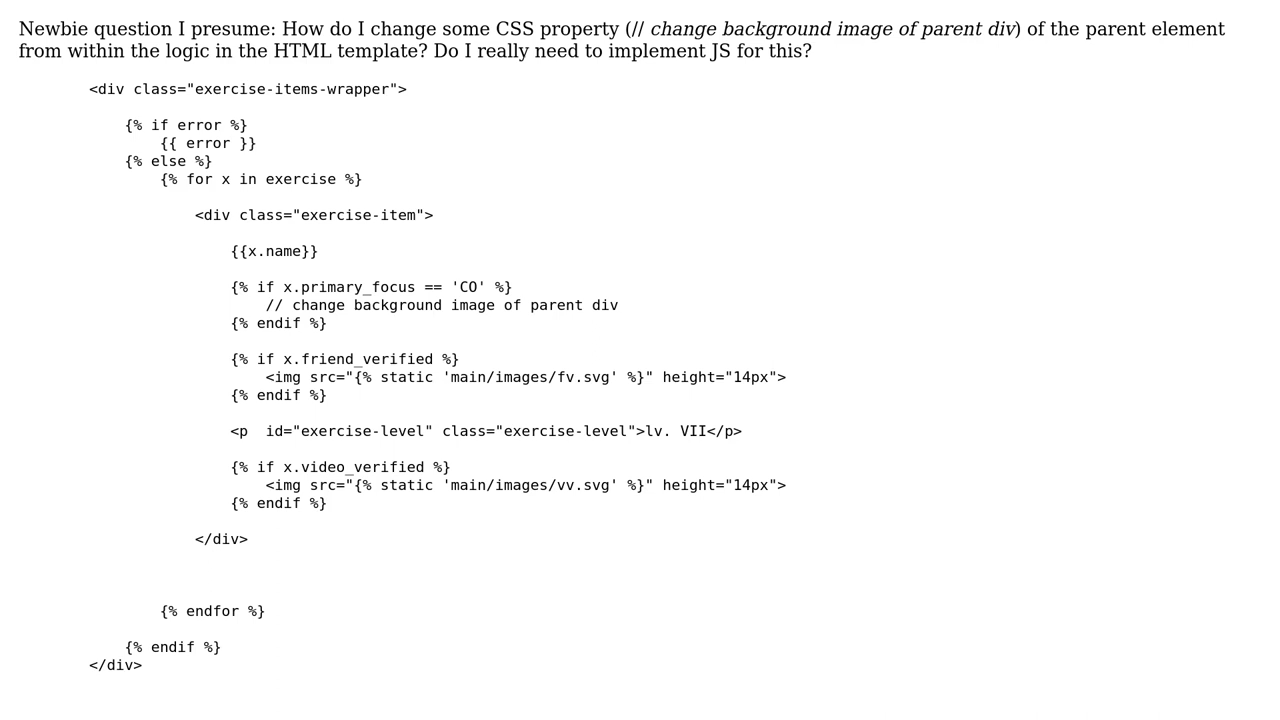 Newbie question I presume: How do I change some CSS property (// change background image of parent div) of the parent element
from within the logic in the HTML template? Do I really need to implement JS for this?
<div class="exercise-items-wrapper">
{% if error %}
{{ error }}
{% else %}
{% for x in exercise %}
<div class="exercise-item">
{{x.name}}
{% if x.primary_focus == 'CO' %}
// change background image of parent div
{% endif %}
{% if x.friend_verified %}
<img src="{% static 'main/images/fv.svg' %}" height="14px">
{% endif %}
<p  id="exercise-level" class="exercise-level">lv. VII</p>
{% if x.video_verified %}
<img src="{% static 'main/images/vv.svg' %}" height="14px">
{% endif %}
</div>
{% endfor %}
{% endif %}
</div>